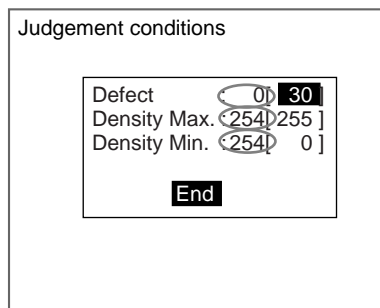 Judgement conditions
Defect : 0[ 30 ]
Density Max. :254[ 255 ]
Density Min. :254[ 0 ]
End